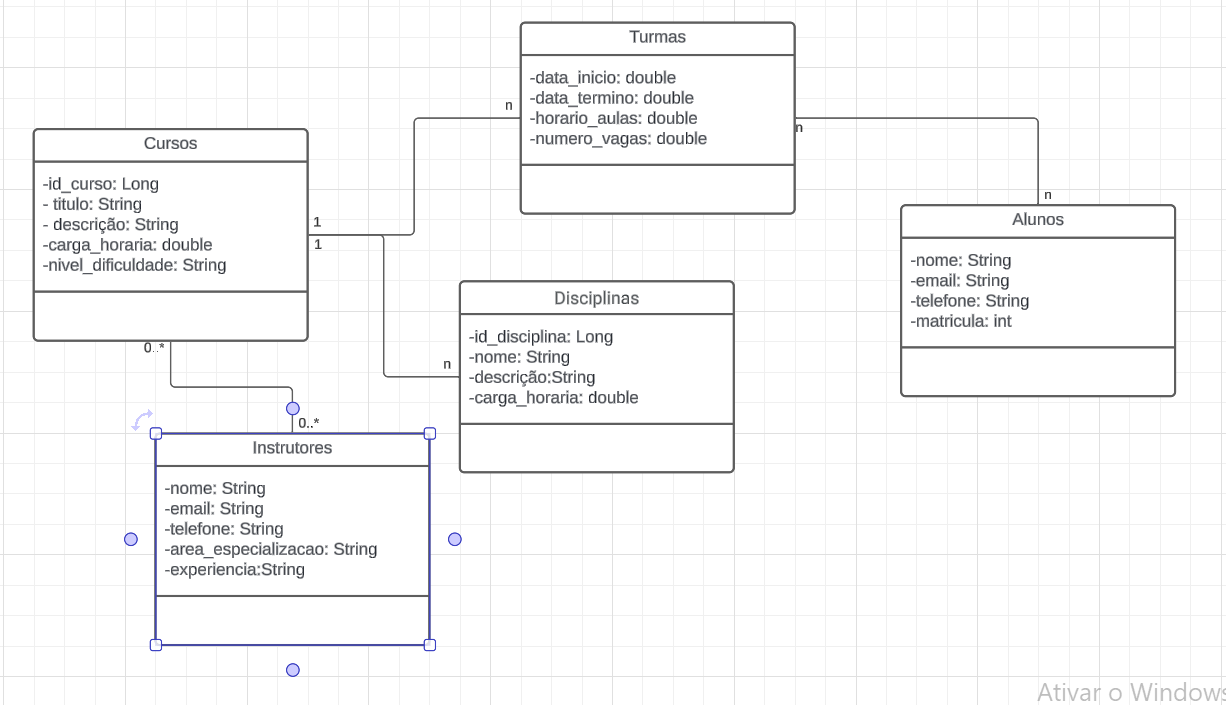 Turmas
-data_inicio: double
-data_termino: double
-horario_aulas: double
-numero_vagas: double
n
n
Cursos
-id_curso: Long
- titulo: String
- descrição: String
-carga_horaria: double
-nivel_dificuldade: String
1
1
0..*
n
Alunos
-nome: String
-email: String
-telefone: String
-matricula: int
Disciplinas
-id_disciplina: Long
-nome: String
-descrição:String
-carga_horaria: double
n
0..*
Instrutores
-nome: String
-email: String
-telefone: String
-area_especializacao: String
-experiencia:String
Ativar o Windows